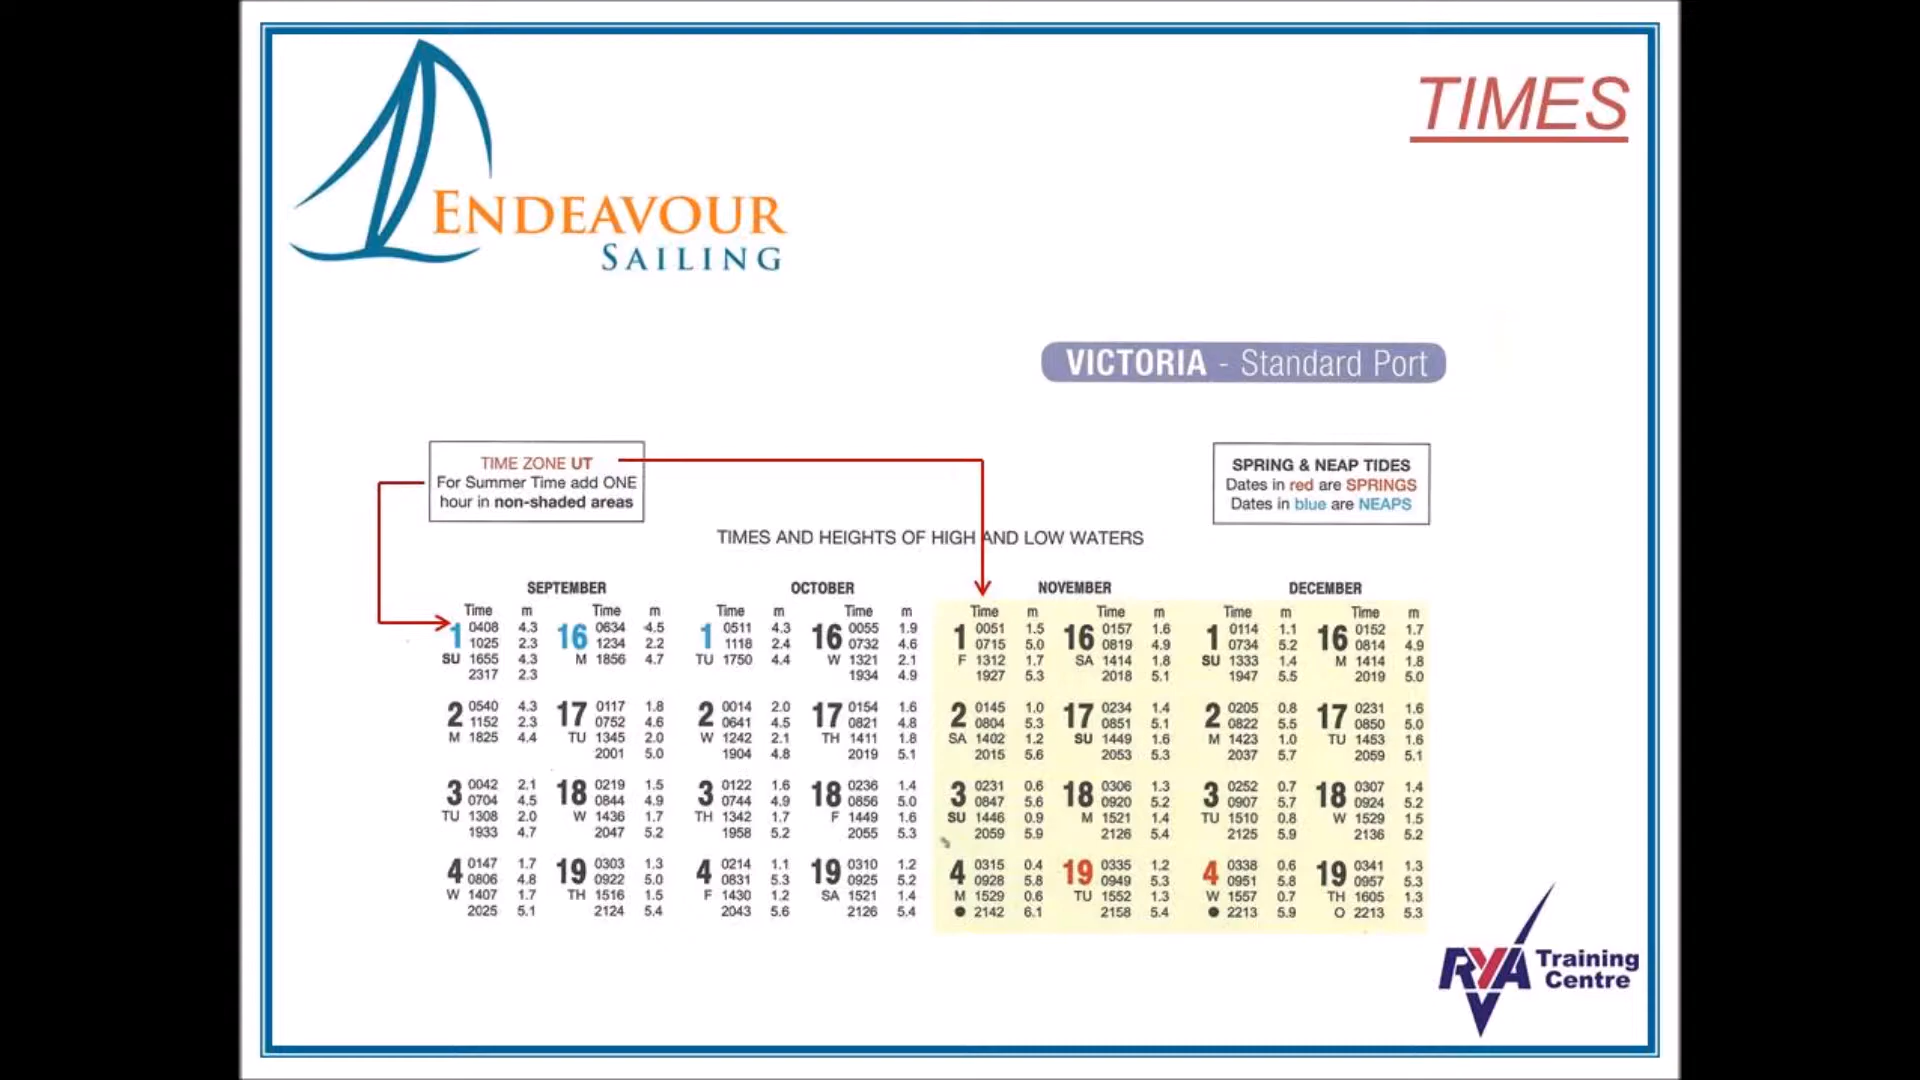 TIMES
ENDEAVOUR
SAILING
VICTORIA - Standard Port
TIME ZONE UT
For Summer Time add ONE
hour in non-shaded areas
SPRING & NEAP TIDES
Dates in red are SPRINGS
Dates in blue are NEAPS
TIMES AND HEIGHTS OF HIGH AND LOW WATERS
SEPTEMBER
Time m Time m
1 SU
0408 4.3
1025 2.3
1655 4.3
2317 2.3
16 M
0634 4.5
1234 2.2
1856 4.7
2 M
0540 4.3
1152 2.3
1825 4.4
17 TU
0117 1.8
0752 4.6
1345 2.0
2001 5.0
3 TU
0042 2.1
0704 4.5
1308 2.0
1933 4.7
18 W
0219 1.5
0844 4.9
1436 1.7
2047 5.2
4 W
0147 1.7
0806 4.8
1407 1.7
2025 5.1
19 TH
0303 1.3
0922 5.0
1516 1.5
2124 5.4
OCTOBER
Time m Time m
1 TU
0511 4.3
1118 2.4
1750 4.4
16 W
0055 1.9
0732 4.6
1321 2.1
1934 4.9
2 W
0014 2.0
0641 4.5
1242 2.1
1904 4.8
17 TH
0154 1.6
0821 4.8
1411 1.8
2019 5.1
3 TH
0122 1.6
0744 4.9
1342 1.7
1958 5.2
18 F
0236 1.4
0856 5.0
1449 1.6
2055 5.3
4 F
0214 1.1
0831 5.3
1430 1.2
2043 5.6
19 SA
0310 1.2
0925 5.2
1521 1.4
2126 5.4
NOVEMBER
Time m Time m
1 F
0051 1.5
0715 5.0
1312 1.7
1927 5.3
16 SA
0157 1.6
0819 4.9
1414 1.8
2018 5.1
2 SA
0145 1.0
0804 5.3
1402 1.2
2015 5.6
17 SU
0234 1.4
0851 5.1
1449 1.6
2053 5.3
3 SU
0231 0.6
0847 5.6
1446 0.9
2059 5.9
18 M
0306 1.3
0920 5.2
1521 1.4
2126 5.4
4 M
0315 0.4
0928 5.8
1529 0.6
2142 6.1
19 TU
0335 1.2
0949 5.3
1552 1.3
2158 5.4
DECEMBER
Time m Time m
1 SU
0114 1.1
0734 5.2
1333 1.4
1947 5.5
16 M
0152 1.7
0814 4.9
1414 1.8
2019 5.0
2 M
0205 0.8
0822 5.5
1423 1.0
2037 5.7
17 TU
0231 1.6
0850 5.0
1453 1.6
2059 5.1
3 TU
0252 0.7
0907 5.7
1510 0.8
2125 5.9
18 W
0307 1.4
0924 5.2
1529 1.5
2136 5.2
4 W
0338 0.6
0951 5.8
1557 0.7
2213 5.9
19 TH
0341 1.3
0957 5.3
1605 1.3
2213 5.3
RYA Training
Centre